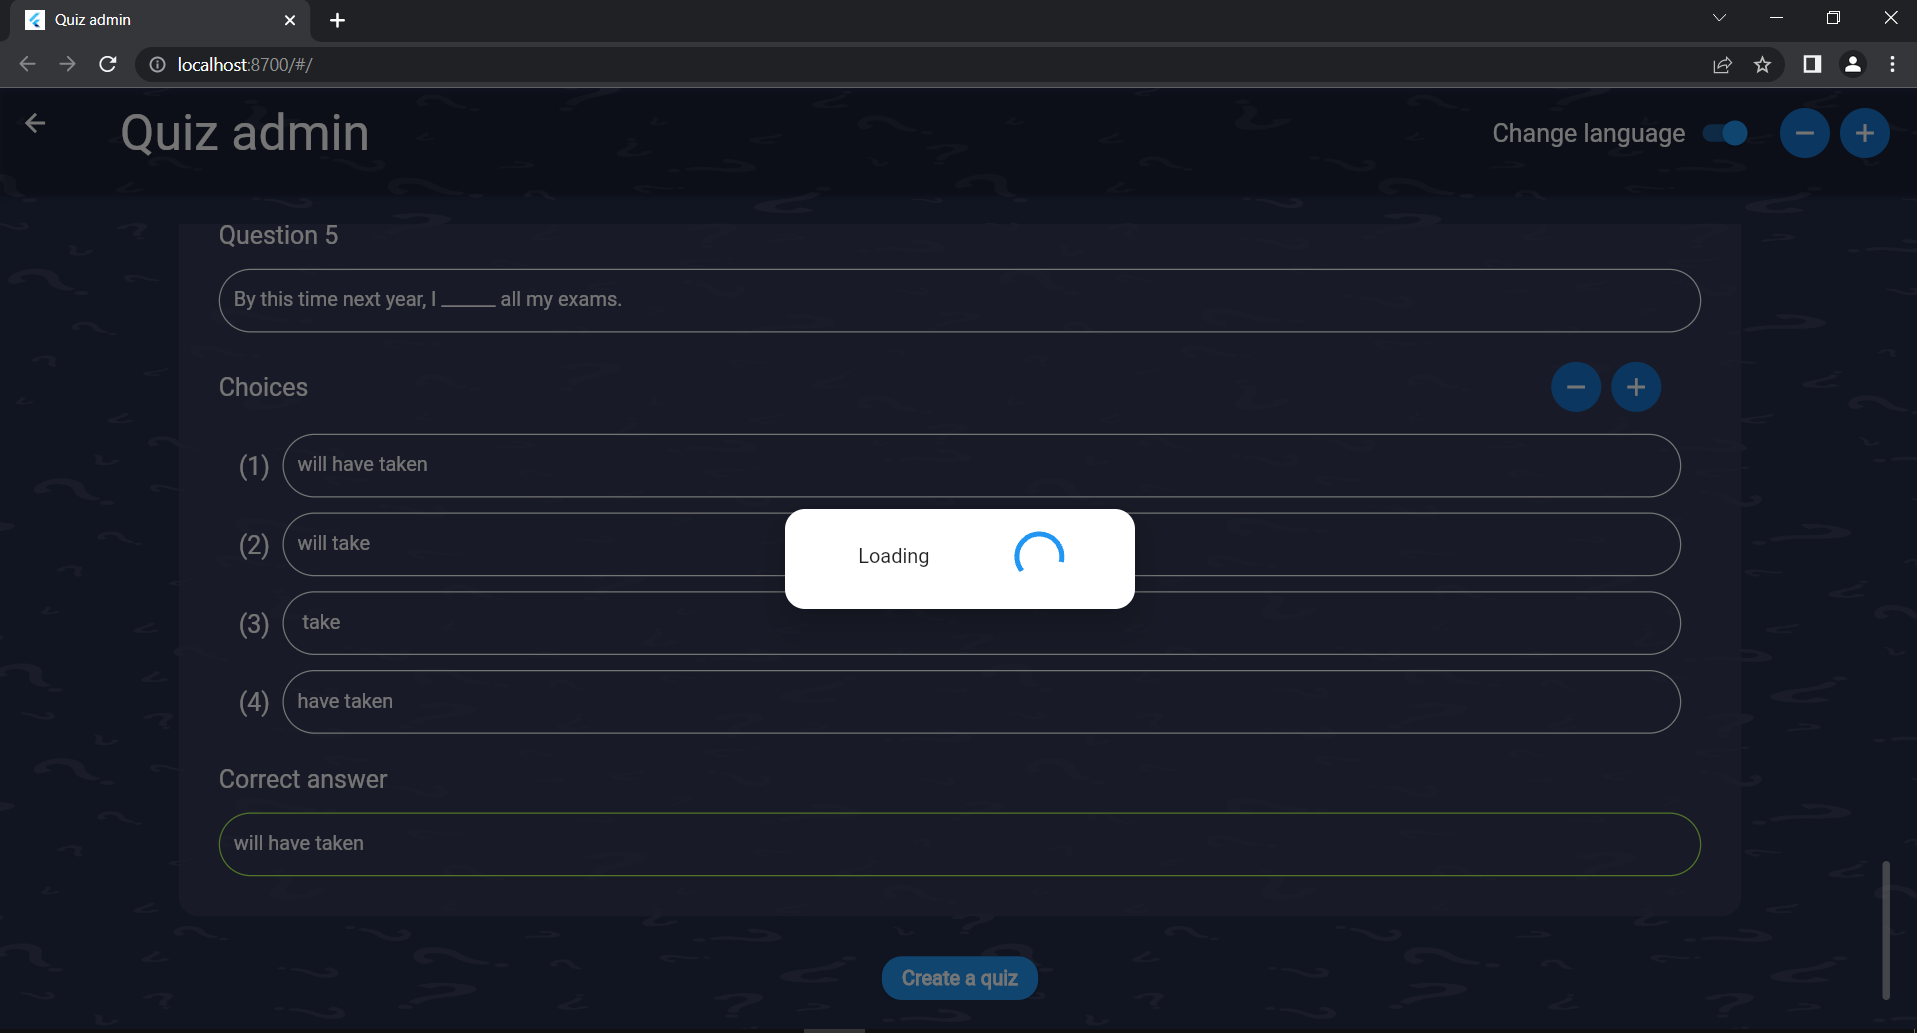 Quiz admin
localhost:8700/#/
Quiz admin
Change language
Question 5
By this time next year, I ______ all my exams.
Choices
(1) will have taken
(2) will take
Loading
(3) take
(4) have taken
Correct answer
will have taken
Create a quiz